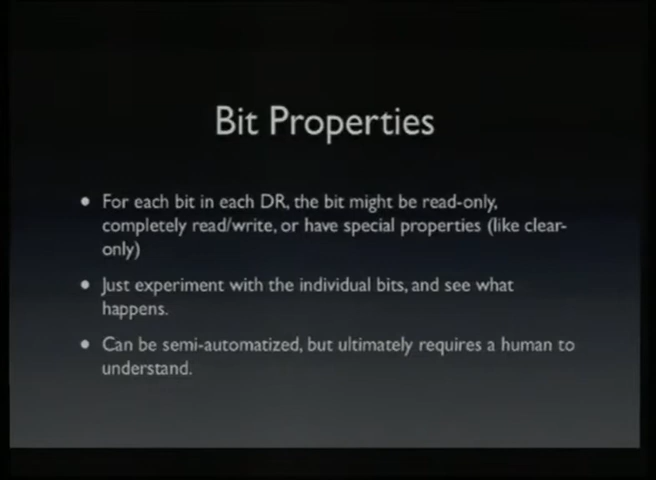 Bit Properties
For each bit in each DR, the bit might be read-only,
completely read/write, or have special properties (like clear-
only)
Just experiment with the individual bits, and see what
happens.
Can be semi-automatized, but ultimately requires a human to
understand.